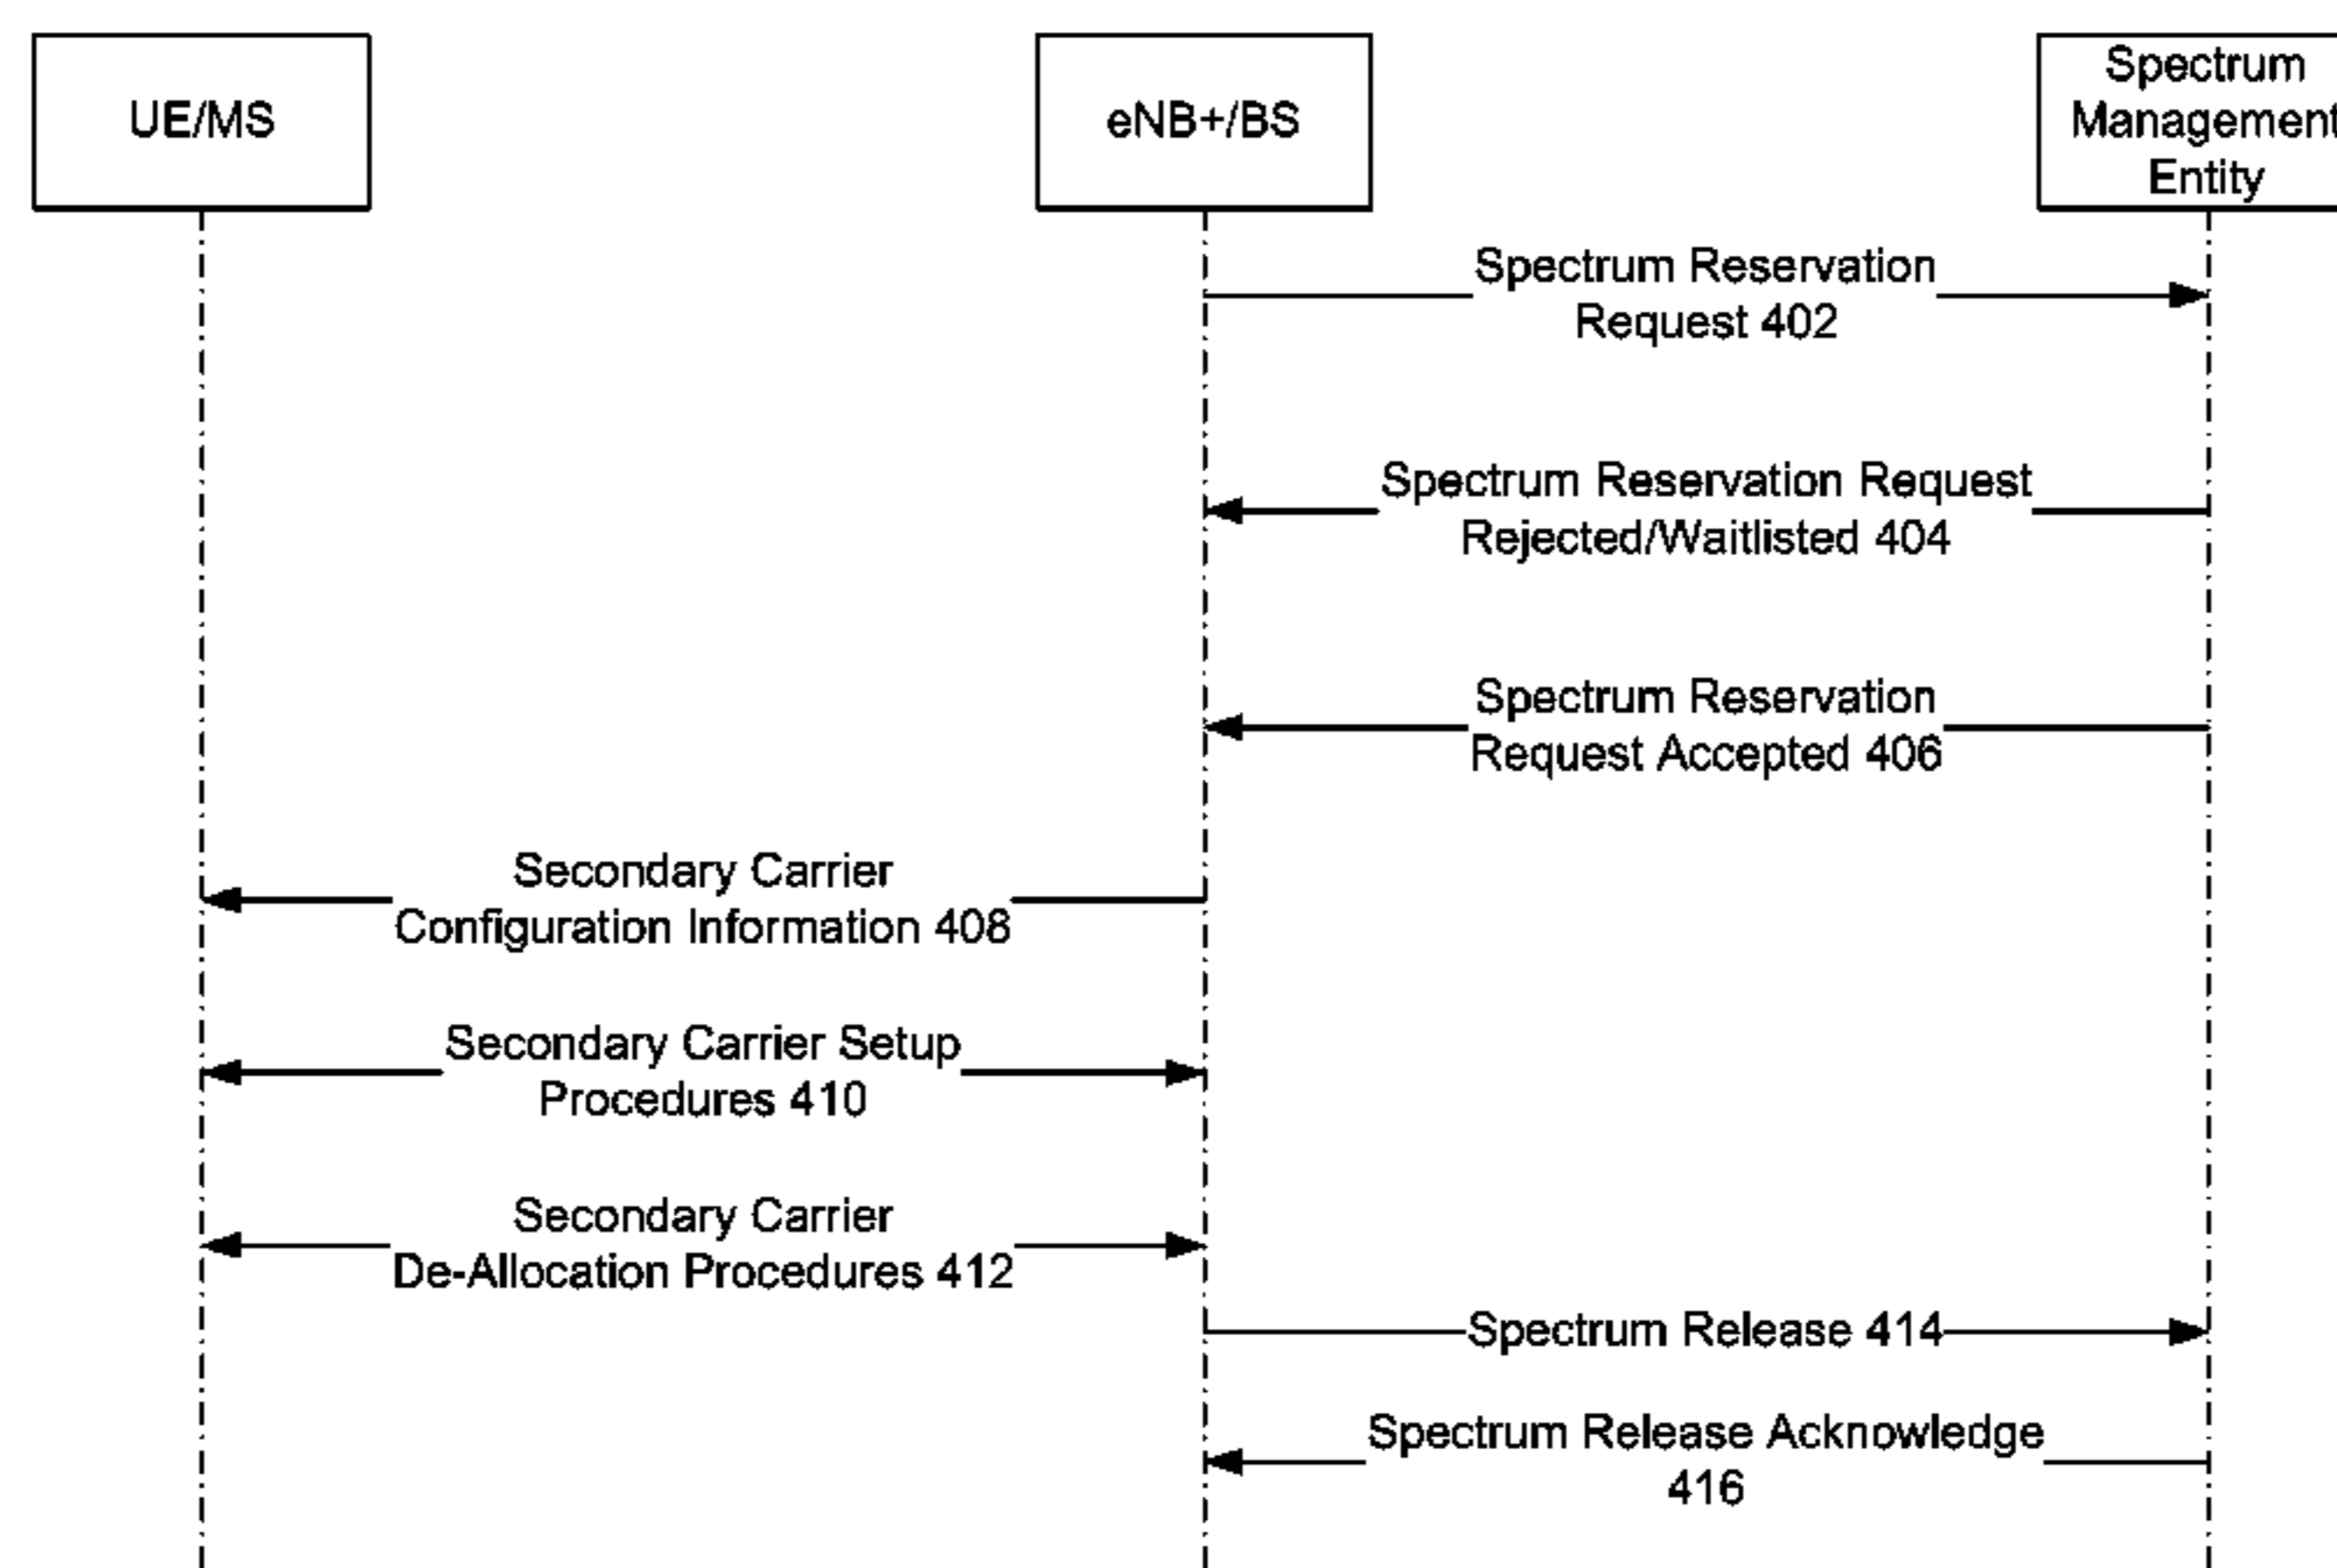 UE/MS
eNB+/BS
Spectrum
Management
Entity
Spectrum Reservation
Request 402
Spectrum Reservation Request
Rejected/Waitlisted 404
Spectrum Reservation
Request Accepted 406
Secondary Carrier
Configuration Information 408
Secondary Carrier Setup
Procedures 410
Secondary Carrier
De-Allocation Procedures 412
Spectrum Release 414
Spectrum Release Acknowledge
416